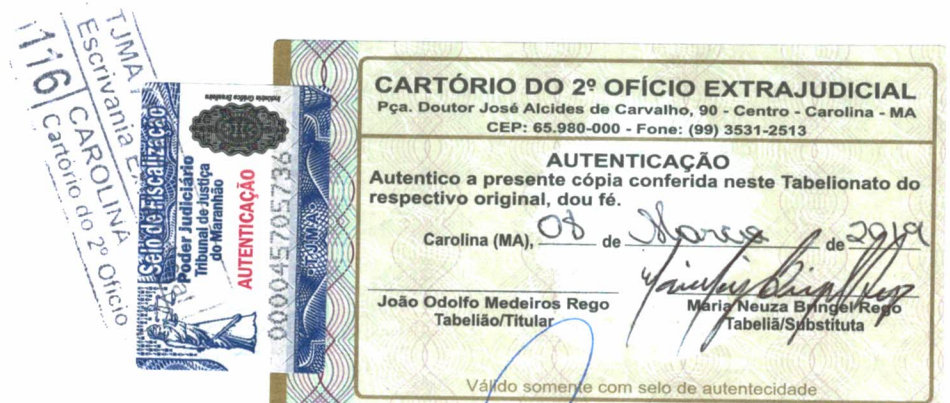 TJMA
Escrivania
116 CAROLINA
Cartório do 2º Oficio
Selo de Fiscalização
Poder Judiciário
Tribunal de Justiça
do Maranhão
AUTENTICAÇÃO
000045705736
CARTÓRIO DO 2º OFÍCIO EXTRAJUDICIAL
Pça. Doutor José Alcides de Carvalho, 90 - Centro - Carolina - MA
CEP: 65.980-000 - Fone: (99) 3531-2513
AUTENTICAÇÃO
Autentico a presente cópia conferida neste Tabelionato do
respectivo original, dou fé.
Carolina (MA), 08 de Março de 2019
João Odolfo Medeiros Rego
Tabelião/Titular
Maria Neuza Bringel Rego
Tabeliã/Substituta
Válido somente com selo de autentecidade